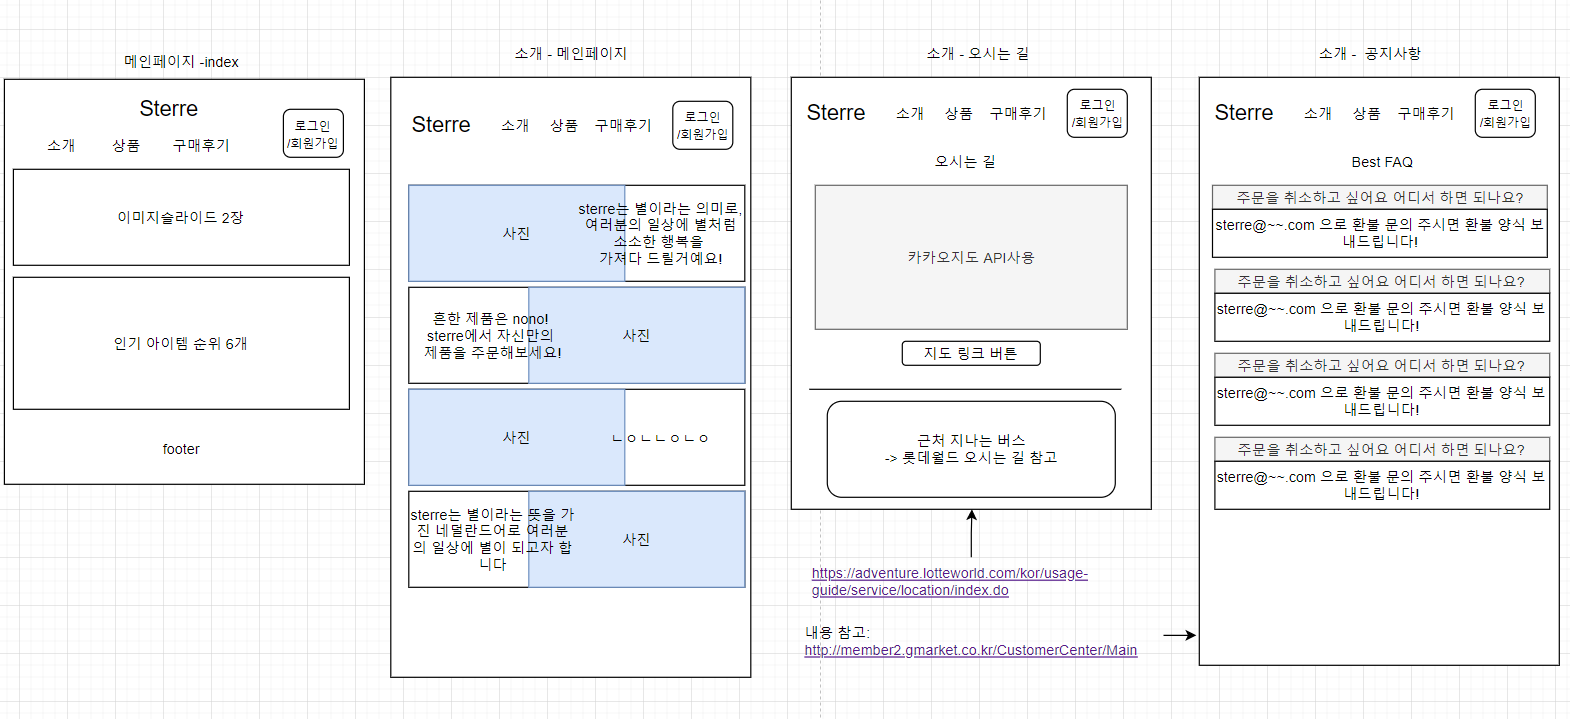 메인페이지 -index
Sterre
로그인
/회원가입
소개
상품
구매후기
이미지슬라이드 2장
인기 아이템 순위 6개
footer
소개 - 메인페이지
Sterre
소개
상품
구매후기
로그인
/회원가입
사진
sterre는 별이라는 의미로,
여러분의 일상에 별처럼
소소한 행복을
가져다 드릴거예요!
흔한 제품은 nono!
sterre에서 자신만의
제품을 주문해보세요!
사진
사진
ㄴㅇㄴㄴㅇㄴㅇ
sterre는 별이라는 뜻을 가
진 네덜란드어로 여러분
의 일상에 별이 되고자 합
니다
사진
소개 - 오시는 길
Sterre
소개
상품
구매후기
로그인
/회원가입
오시는 길
카카오지도 API사용
지도 링크 버튼
근처 지나는 버스
-> 롯데월드 오시는 길 참고
https://adventure.lotteworld.com/kor/usage-
guide/service/location/index.do
내용 참고:
http://member2.gmarket.co.kr/CustomerCenter/Main
소개 - 공지사항
Sterre
소개
상품
구매후기
로그인
/회원가입
Best FAQ
주문을 취소하고 싶어요 어디서 하면 되나요?
sterre@~~.com 으로 환불 문의 주시면 환불 양식 보
내드립니다!
주문을 취소하고 싶어요 어디서 하면 되나요?
sterre@~~.com 으로 환불 문의 주시면 환불 양식 보
내드립니다!
주문을 취소하고 싶어요 어디서 하면 되나요?
sterre@~~.com 으로 환불 문의 주시면 환불 양식 보
내드립니다!
주문을 취소하고 싶어요 어디서 하면 되나요?
sterre@~~.com 으로 환불 문의 주시면 환불 양식 보
내드립니다!